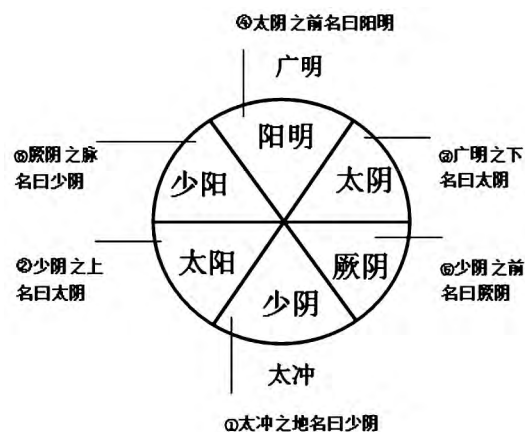 ④太阴之前名曰阳明
广明
⑤厥阴之脉
名曰少阴
阳明
③广明之下
名曰太阴
少阳
太阴
②少阴之上
名曰太阴
太阳
厥阴
⑥少阴之前
名曰厥阴
少阴
太冲
①太冲之地名曰少阴